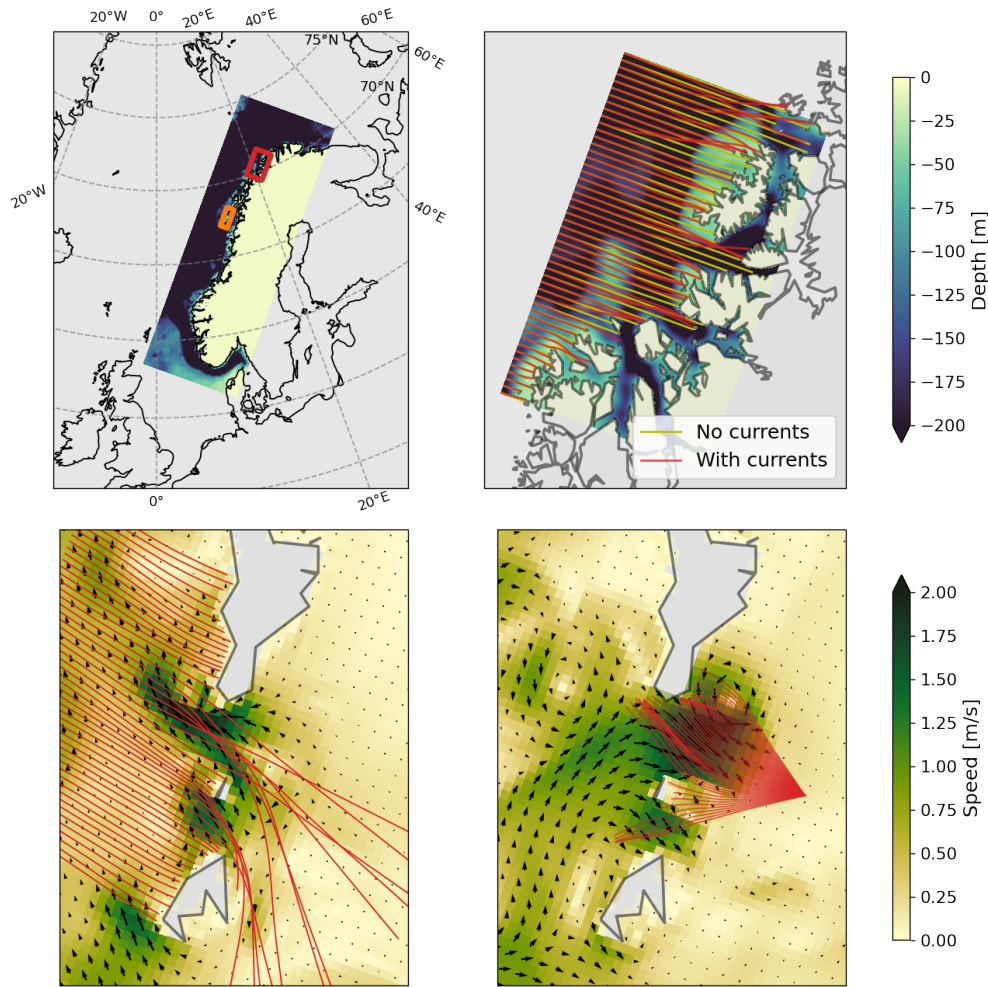 20°W 0° 20°E 40°E 60°E
75°N
60°E
70°N
20°W
40°E
0° 20°E
No currents
With currents
0
−25
−50
−75
−100
−125
−150
−175
−200
Depth [m]
2.00
1.75
1.50
1.25
1.00
0.75
0.50
0.25
0.00
Speed [m/s]